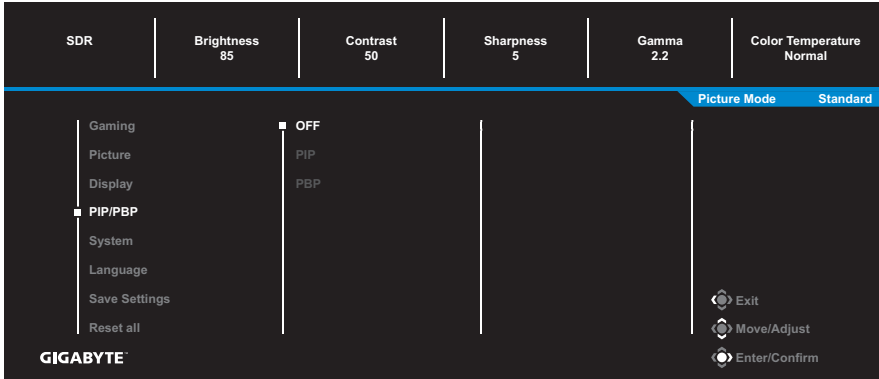 SDR
Brightness
85
Contrast
50
Sharpness
5
Gamma
2.2
Color Temperature
Normal
Picture Mode Standard
Gaming
Picture
Display
PIP/PBP
System
Language
Save Settings
Reset all
OFF
PIP
PBP
Exit
Move/Adjust
Enter/Confirm
GIGABYTE™